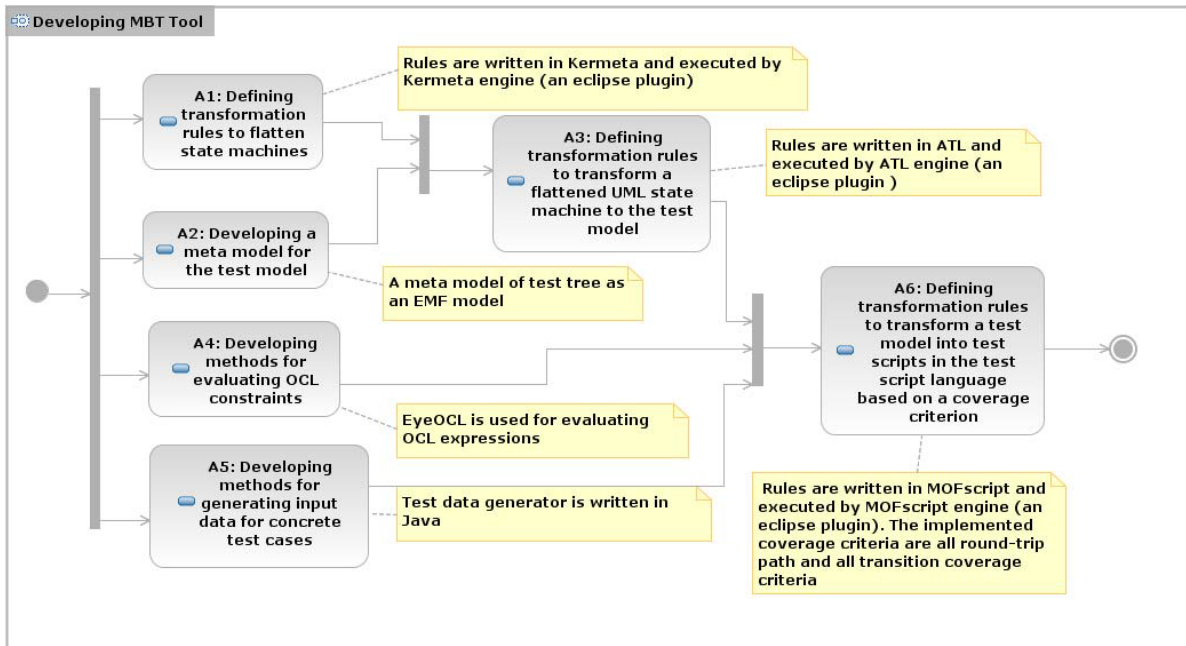 Developing MBT Tool
A1: Defining
transformation
rules to flatten
state machines
Rules are written in Kermeta and executed by
Kermeta engine (an eclipse plugin)
A2: Developing a
meta model for
the test model
A meta model of test tree as
an EMF model
A3: Defining
transformation rules
to transform a
flattened UML state
machine to the test
model
Rules are written in ATL and
executed by ATL engine (an
eclipse plugin )
A4: Developing
methods for
evaluating OCL
constraints
EyeOCL is used for evaluating
OCL expressions
A5: Developing
methods for
generating input
data for concrete
test cases
Test data generator is written in
Java
A6: Defining
transformation rules
to transform a test
model into test
scripts in the test
script language
based on a coverage
criterion
Rules are written in MOFscript and
executed by MOFscript engine (an
eclipse plugin). The implemented
coverage criteria are all round-trip
path and all transition coverage
criteria